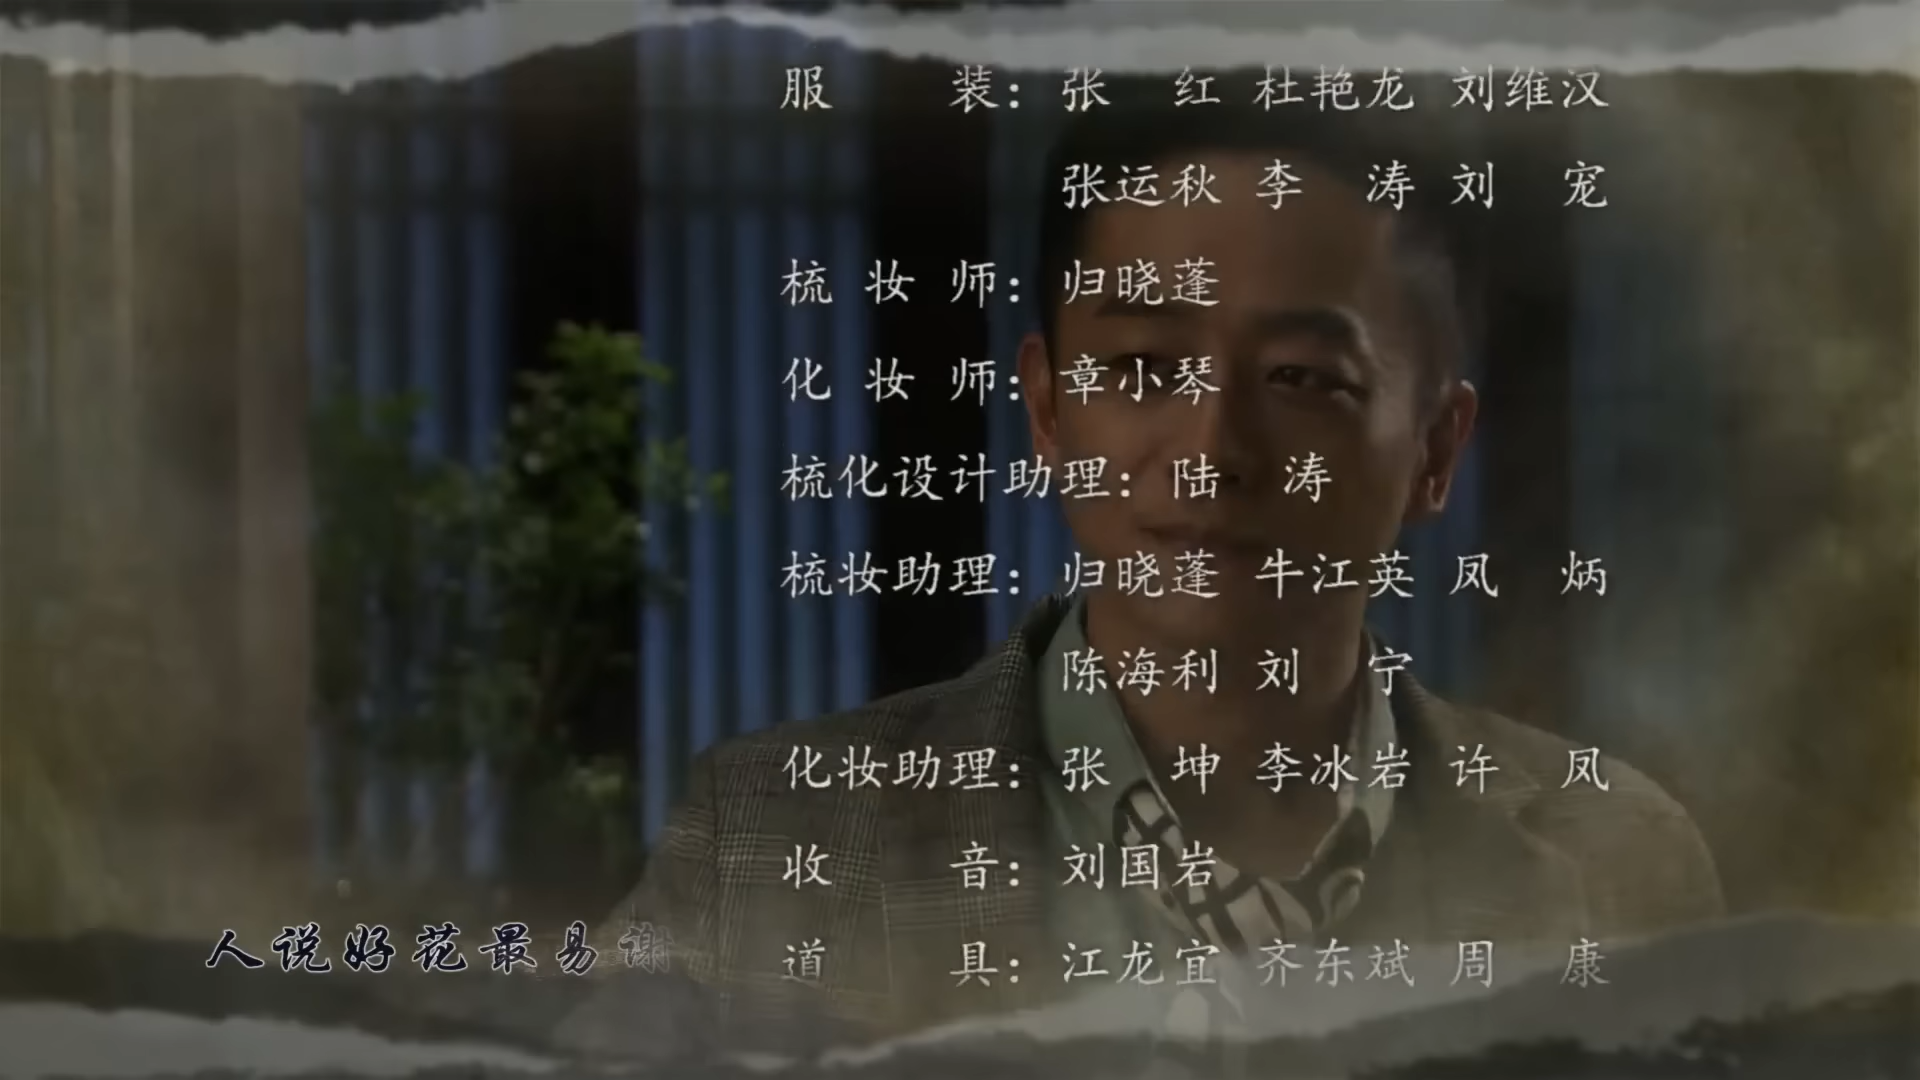 服 装：张 红 杜艳龙 刘维汉
张运秋 李 涛 刘 宠
梳 妆 师：归晓蓬
化 妆 师：章小琴
梳化设计助理：陆 涛
梳妆助理：归晓蓬 牛江英 凤 炳
陈海利 刘 宁
化妆助理：张 坤 李冰岩 许 凤
收 音：刘国岩
道 具：江龙宜 齐东斌 周 康
人说好花最易谢